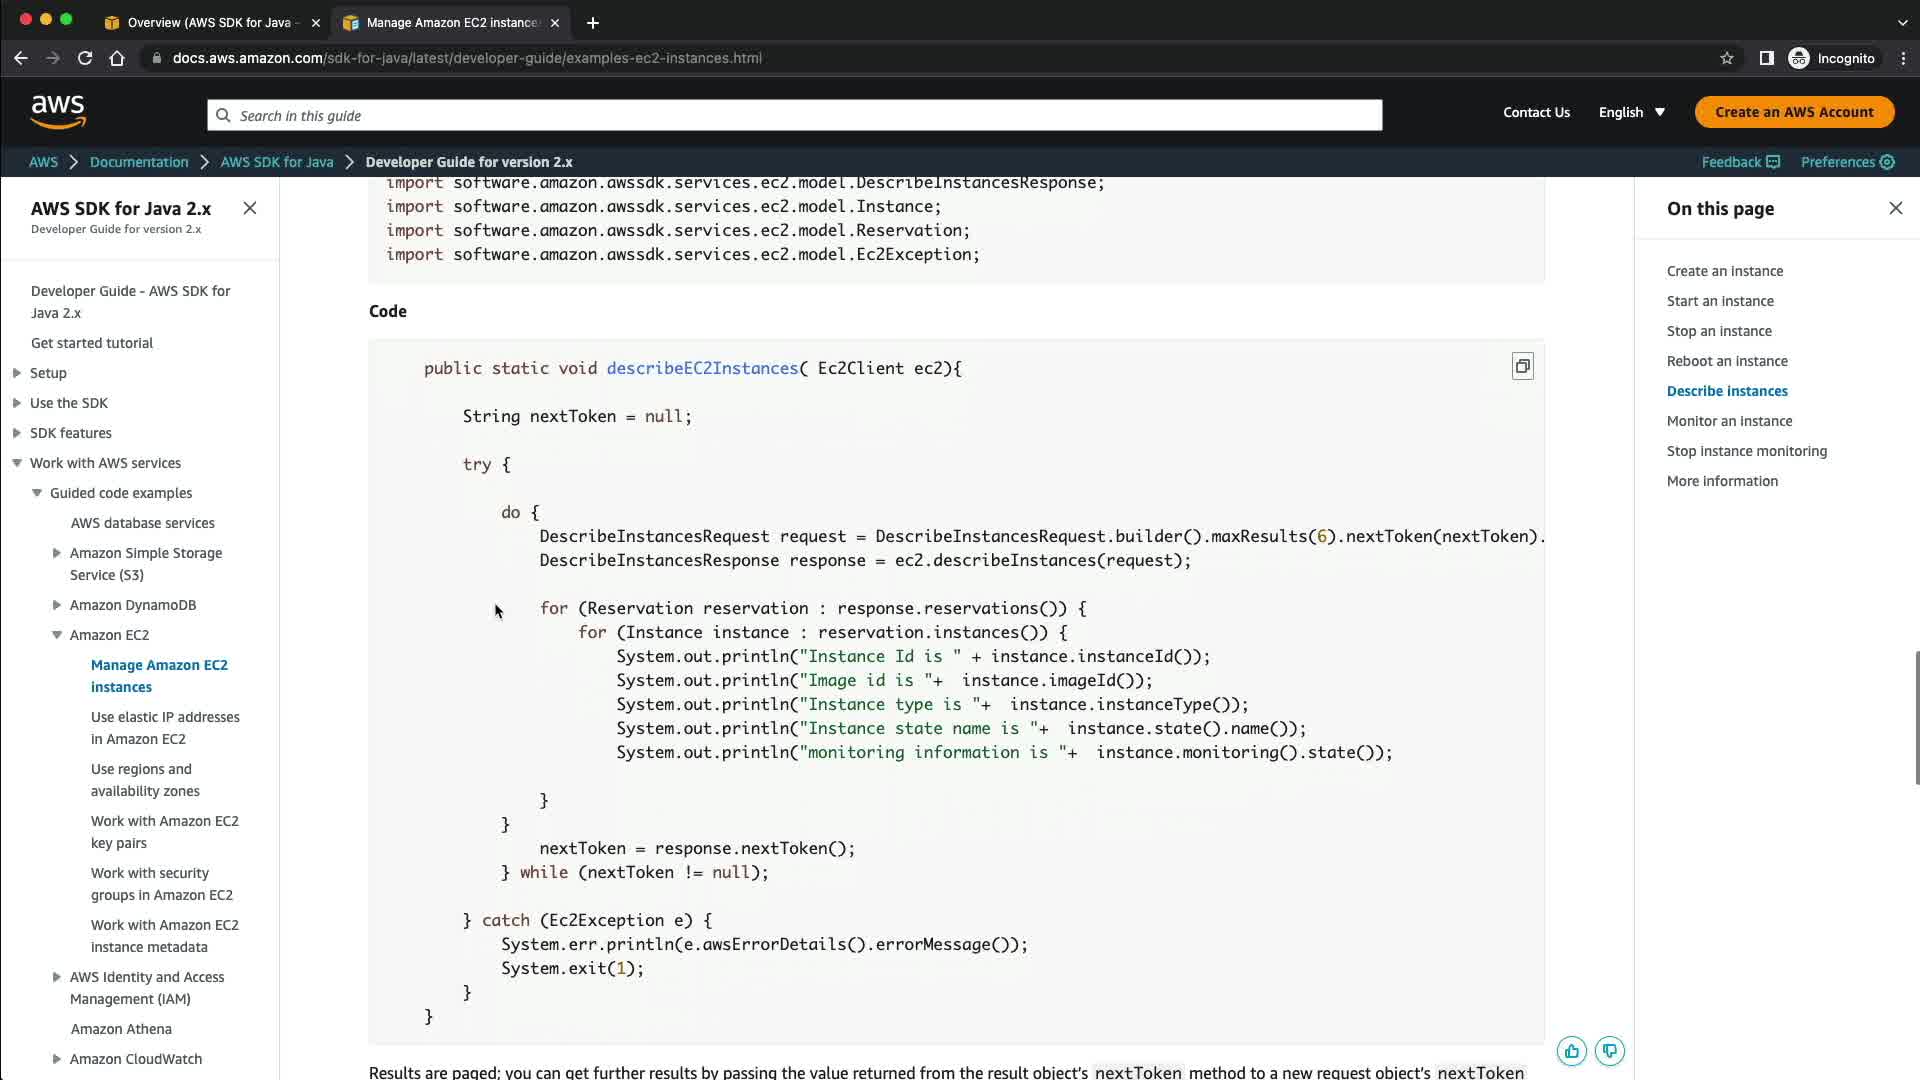 Overview (AWS SDK for Java -
Manage Amazon EC2 instance
docs.aws.amazon.com/sdk-for-java/latest/developer-guide/examples-ec2-instances.html
Incognito
aws
Search in this guide
Contact Us
English
Create an AWS Account
AWS
Documentation
AWS SDK for Java
Developer Guide for version 2.x
Feedback
Preferences
AWS SDK for Java 2.x
Developer Guide for version 2.x
Developer Guide - AWS SDK for
Java 2.x
Get started tutorial
Setup
Use the SDK
SDK features
Work with AWS services
Guided code examples
AWS database services
Amazon Simple Storage
Service (S3)
Amazon DynamoDB
Amazon EC2
Manage Amazon EC2
instances
Use elastic IP addresses
in Amazon EC2
Use regions and
availability zones
Work with Amazon EC2
key pairs
Work with security
groups in Amazon EC2
Work with Amazon EC2
instance metadata
AWS Identity and Access
Management (IAM)
Amazon Athena
Amazon CloudWatch
import software.amazon.awssdk.services.ec2.model.DescribeInstancesResponse;
import software.amazon.awssdk.services.ec2.model.Instance;
import software.amazon.awssdk.services.ec2.model.Reservation;
import software.amazon.awssdk.services.ec2.model.Ec2Exception;
Code
public static void describeEC2Instances( Ec2Client ec2){
String nextToken = null;
try {
do {
DescribeInstancesRequest request = DescribeInstancesRequest.builder().maxResults(6).nextToken(nextToken).
DescribeInstancesResponse response = ec2.describeInstances(request);
for (Reservation reservation : response.reservations()) {
for (Instance instance : reservation.instances()) {
System.out.println("Instance Id is " + instance.instanceId());
System.out.println("Image id is "+  instance.imageId());
System.out.println("Instance type is "+  instance.instanceType());
System.out.println("Instance state name is "+  instance.state().name());
System.out.println("monitoring information is "+  instance.monitoring().state());
}
}
nextToken = response.nextToken();
} while (nextToken != null);
} catch (Ec2Exception e) {
System.err.println(e.awsErrorDetails().errorMessage());
System.exit(1);
}
}
Results are paged; you can get further results by passing the value returned from the result object's nextToken method to a new request object's nextToken
On this page
Create an instance
Start an instance
Stop an instance
Reboot an instance
Describe instances
Monitor an instance
Stop instance monitoring
More information